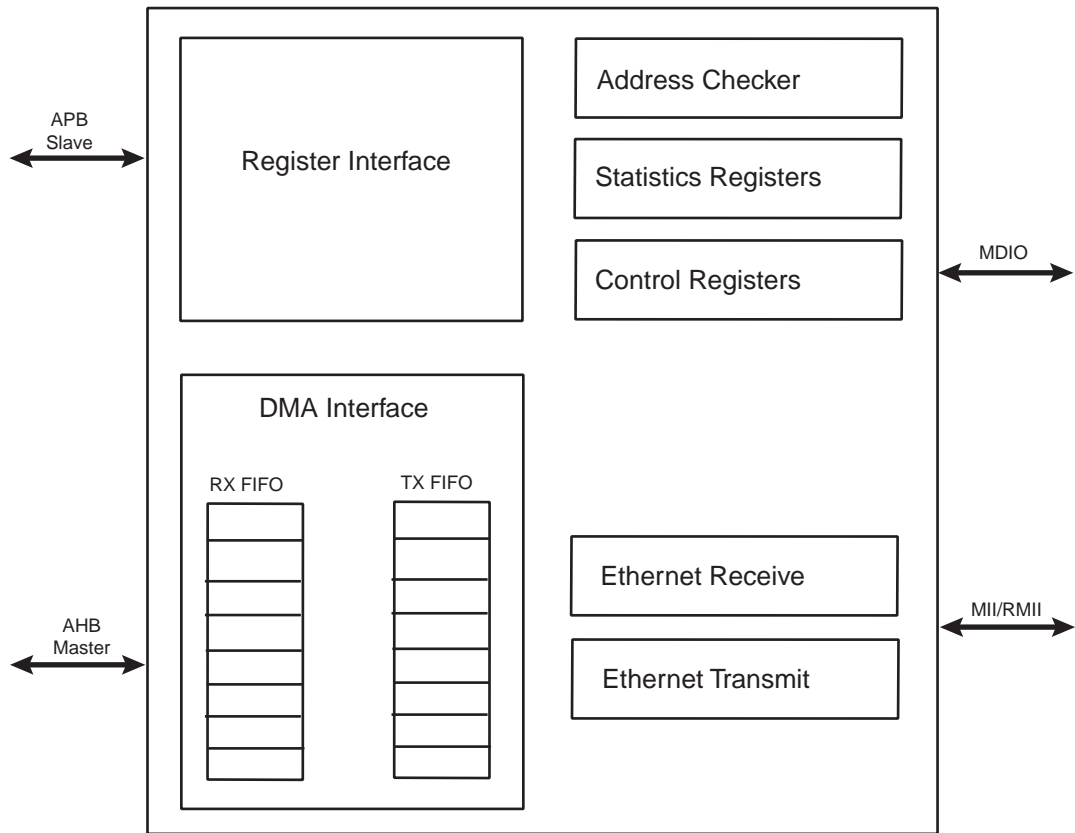 Address Checker
APB
Slave
Register Interface
Statistics Registers
MDIO
Control Registers
DMA Interface
RX FIFO
TX FIFO
Ethernet Receive
MII/RMII
AHB
Master
Ethernet Transmit